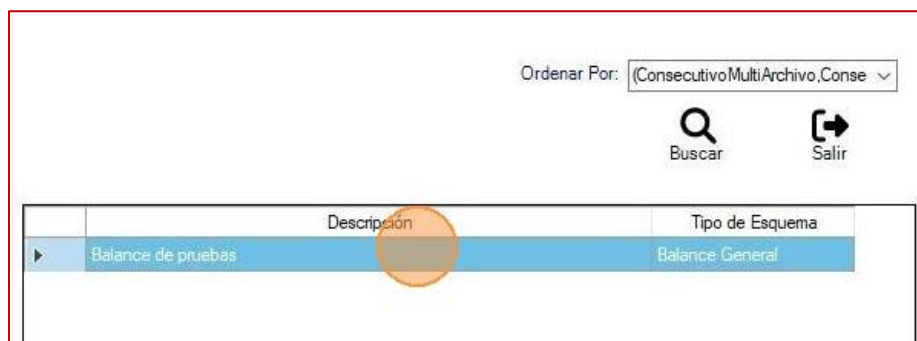 Ordenar Por: (ConsecutivoMultiArchivo,Conse
Buscar Salir
Descripción Tipo de Esquema
Balance de pruebas Balance General